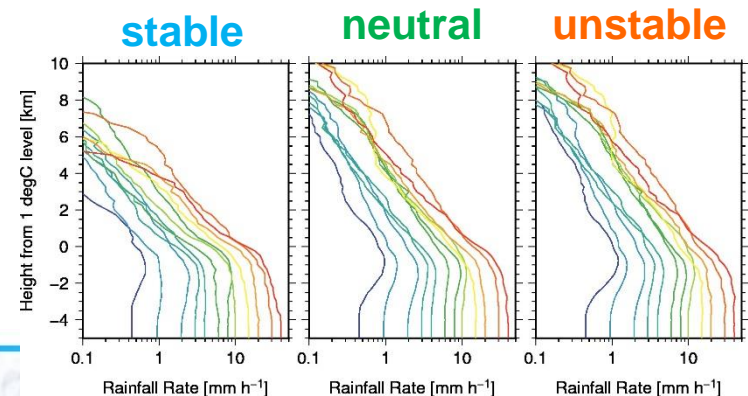 stable neutral unstable
10
8
6
4
2
0
−2
−4
Height from 1 degC level [km]
0.1 1 10 0.1 1 10 0.1 1 10
Rainfall Rate [mm h⁻¹] Rainfall Rate [mm h⁻¹] Rainfall Rate [mm h⁻¹]